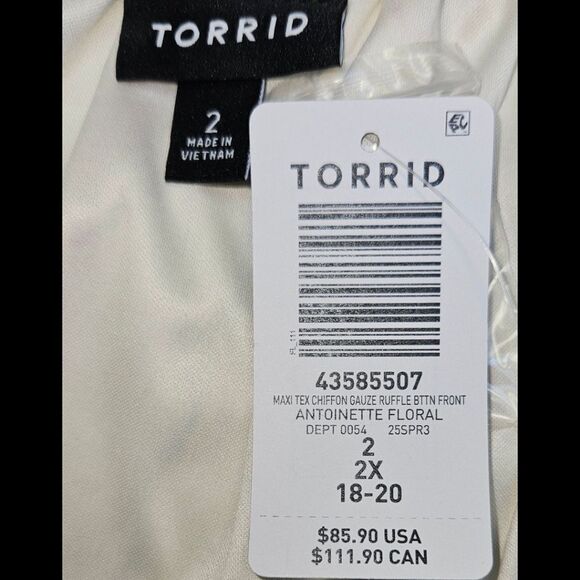 TORRID
2
MADE IN
VIETNAM
TORRID
43585507
MAXI TEX CHIFFON GAUZE RUFFLE BTTN FRONT
ANTOINETTE FLORAL
DEPT 0054 25SPR3
2
2X
18-20
$85.90 USA
$111.90 CAN